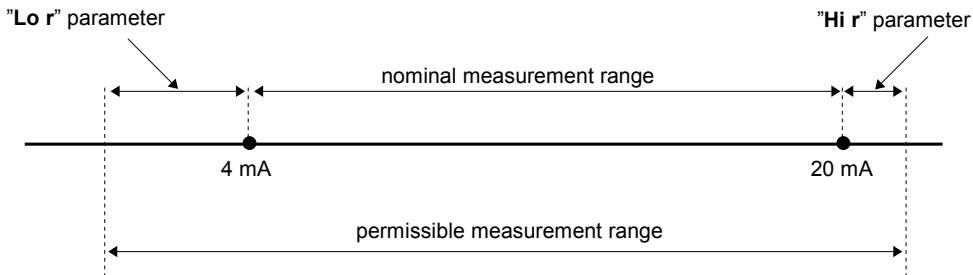 ”Lo r” parameter
”Hi r” parameter
nominal measurement range
4 mA
20 mA
permissible measurement range